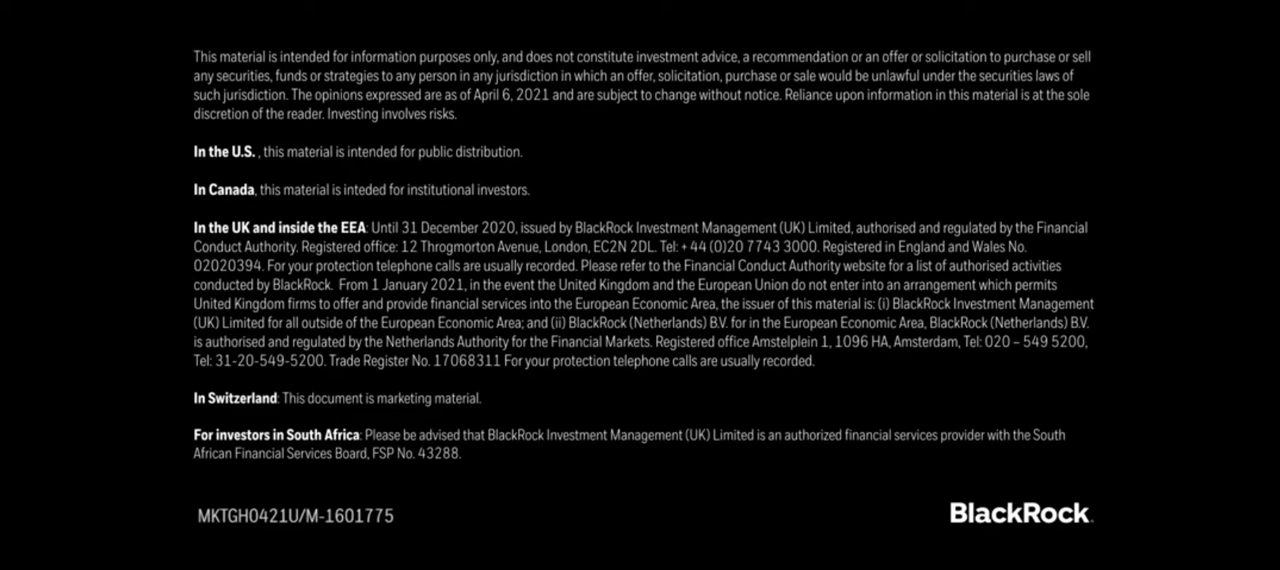 This material is intended for information purposes only, and does not constitute investment advice, a recommendation or an offer or solicitation to purchase or sell
any securities, funds or strategies to any person in any jurisdiction in which an offer, solicitation, purchase or sale would be unlawful under the securities laws of
such jurisdiction. The opinions expressed are as of April 6, 2021 and are subject to change without notice. Reliance upon information in this material is at the sole
discretion of the reader. Investing involves risks.
In the U.S. , this material is intended for public distribution.
In Canada, this material is inteded for institutional investors.
In the UK and inside the EEA: Until 31 December 2020, issued by BlackRock Investment Management (UK) Limited, authorised and regulated by the Financial
Conduct Authority. Registered office: 12 Throgmorton Avenue, London, EC2N 2DL. Tel: + 44 (0)20 7743 3000. Registered in England and Wales No.
02020394. For your protection telephone calls are usually recorded. Please refer to the Financial Conduct Authority website for a list of authorised activities
conducted by BlackRock. From 1 January 2021, in the event the United Kingdom and the European Union do not enter into an arrangement which permits
United Kingdom firms to offer and provide financial services into the European Economic Area, the issuer of this material is: (i) BlackRock Investment Management
(UK) Limited for all outside of the European Economic Area; and (ii) BlackRock (Netherlands) B.V. for in the European Economic Area, BlackRock (Netherlands) B.V.
is authorised and regulated by the Netherlands Authority for the Financial Markets. Registered office Amstelplein 1, 1096 HA, Amsterdam, Tel: 020 – 549 5200,
Tel: 31-20-549-5200. Trade Register No. 17068311 For your protection telephone calls are usually recorded.
In Switzerland: This document is marketing material.
For investors in South Africa: Please be advised that BlackRock Investment Management (UK) Limited is an authorized financial services provider with the South
African Financial Services Board, FSP No. 43288.
MKTGH0421U/M-1601775
BlackRock.